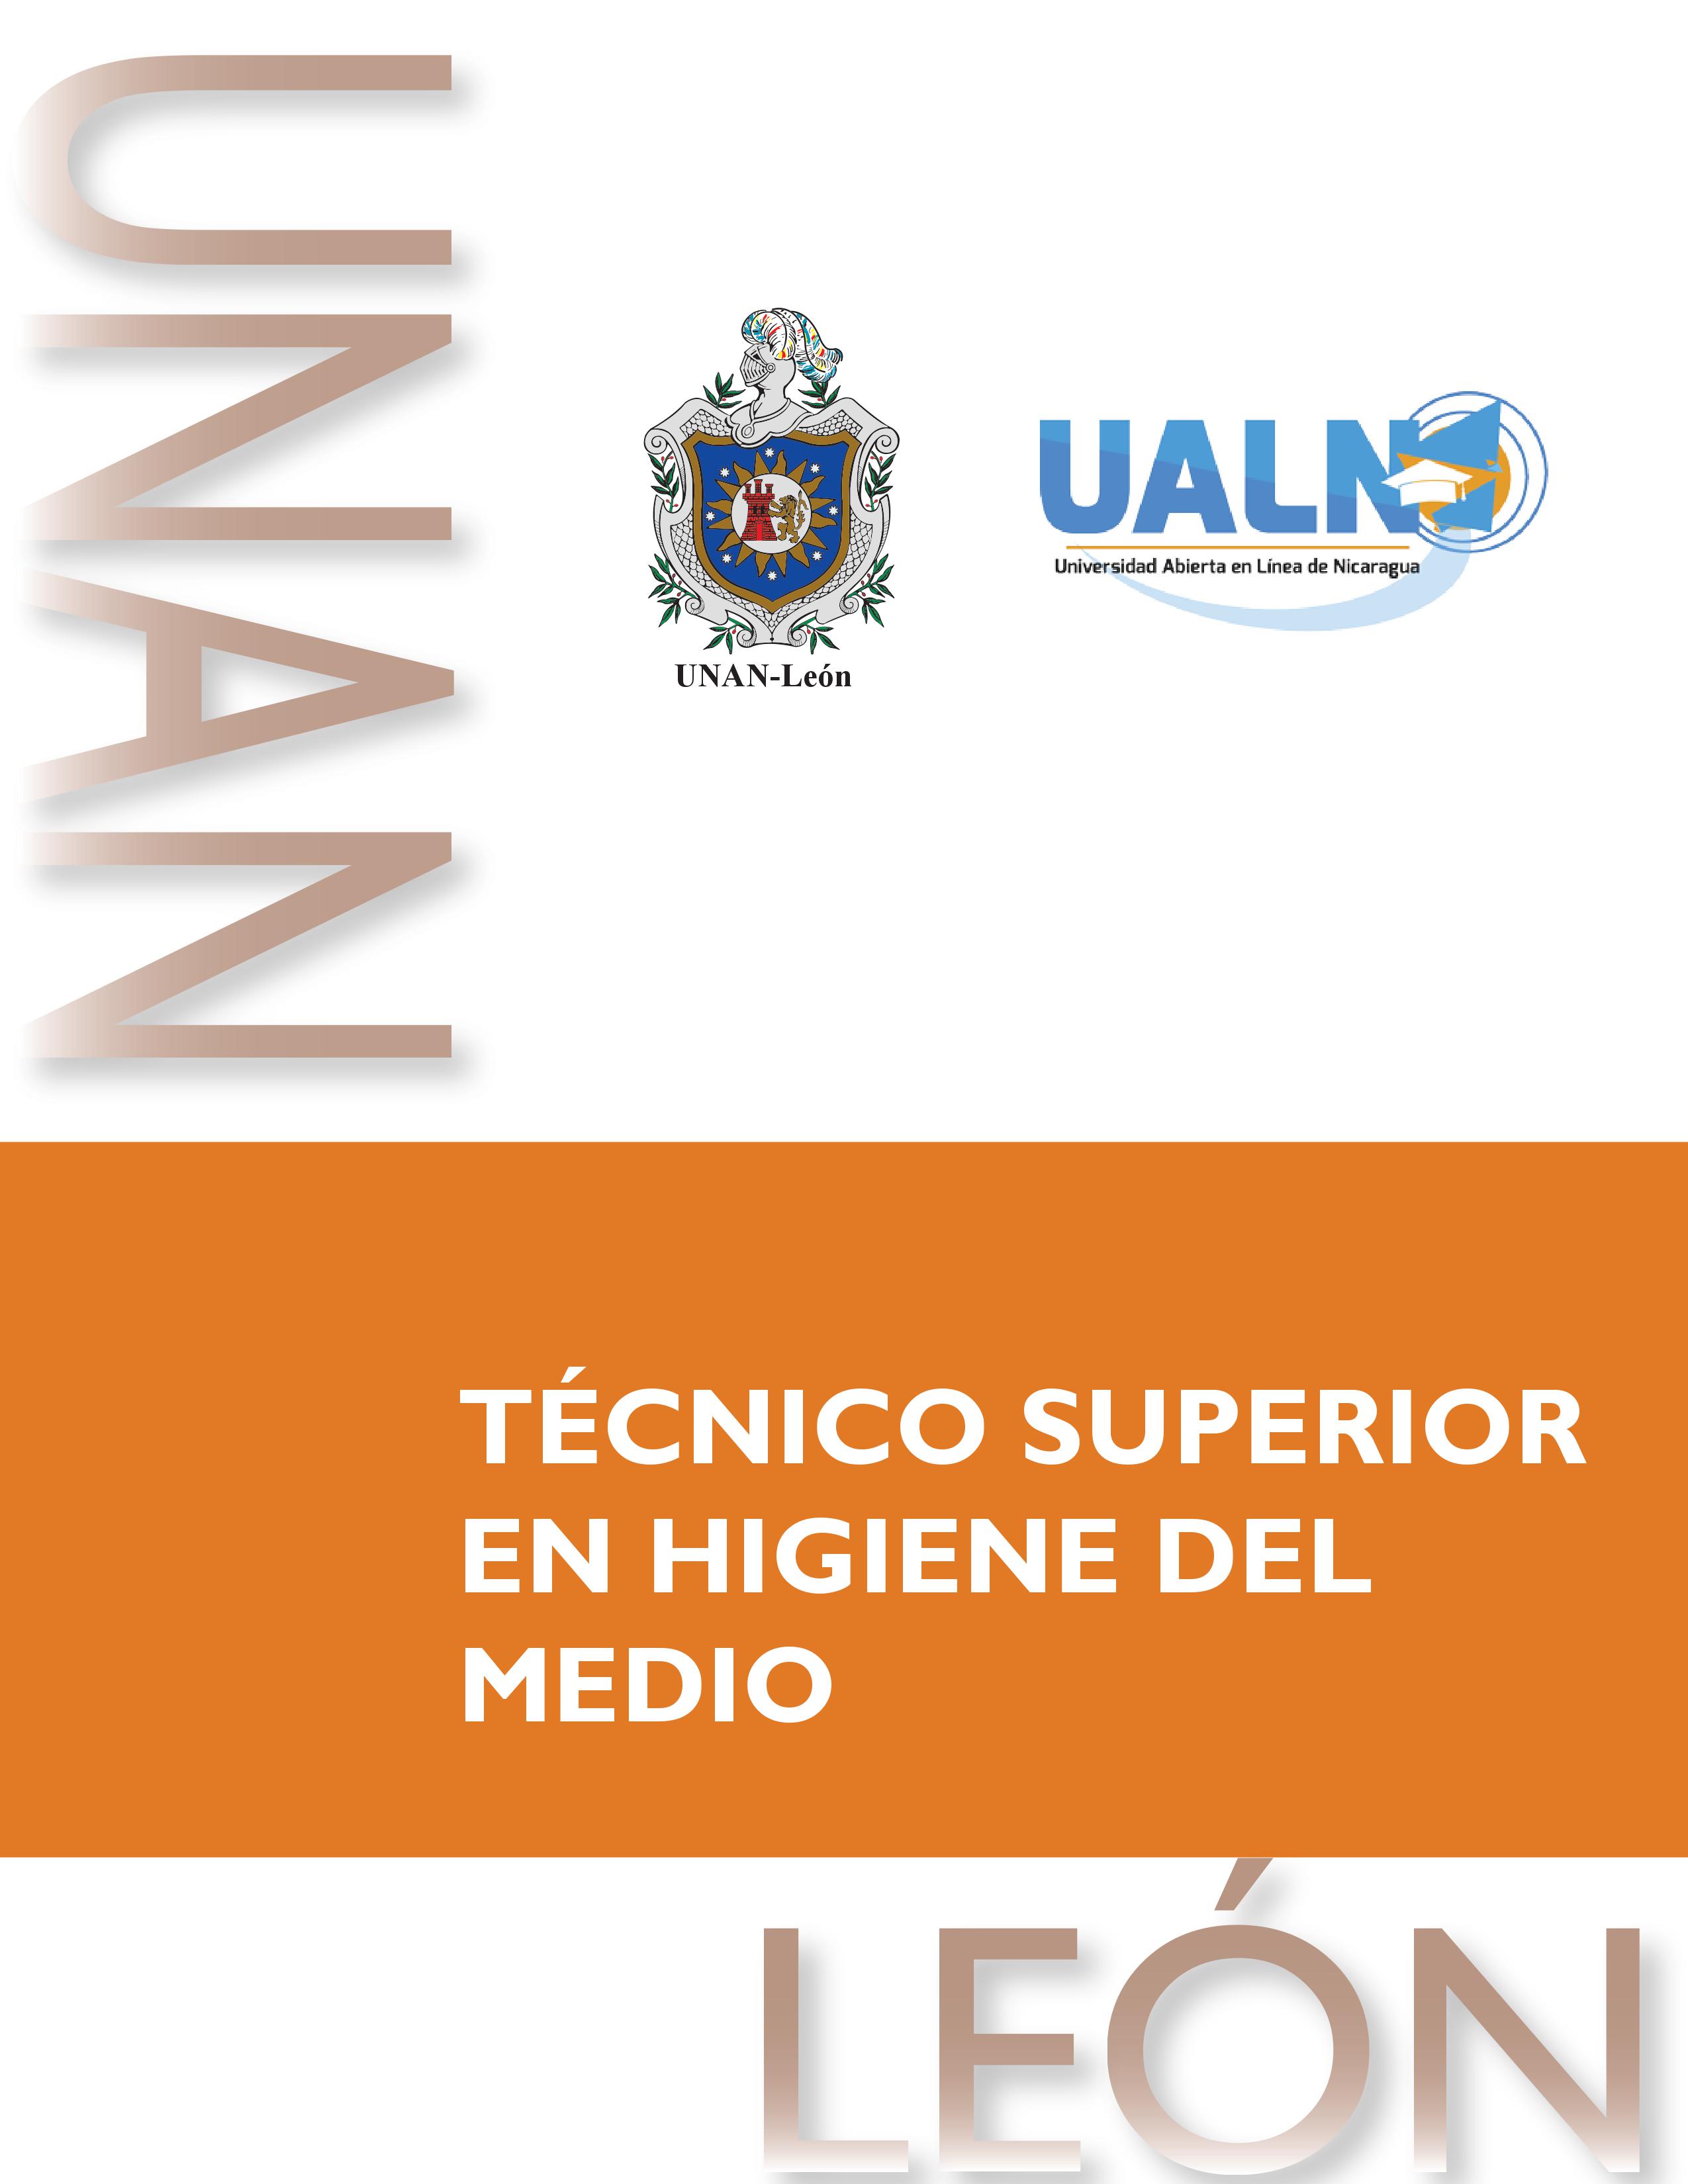 UNAN
UNAN-León
UALN
Universidad Abierta en Línea de Nicaragua
TÉCNICO SUPERIOR
EN HIGIENE DEL
MEDIO
LEÓN